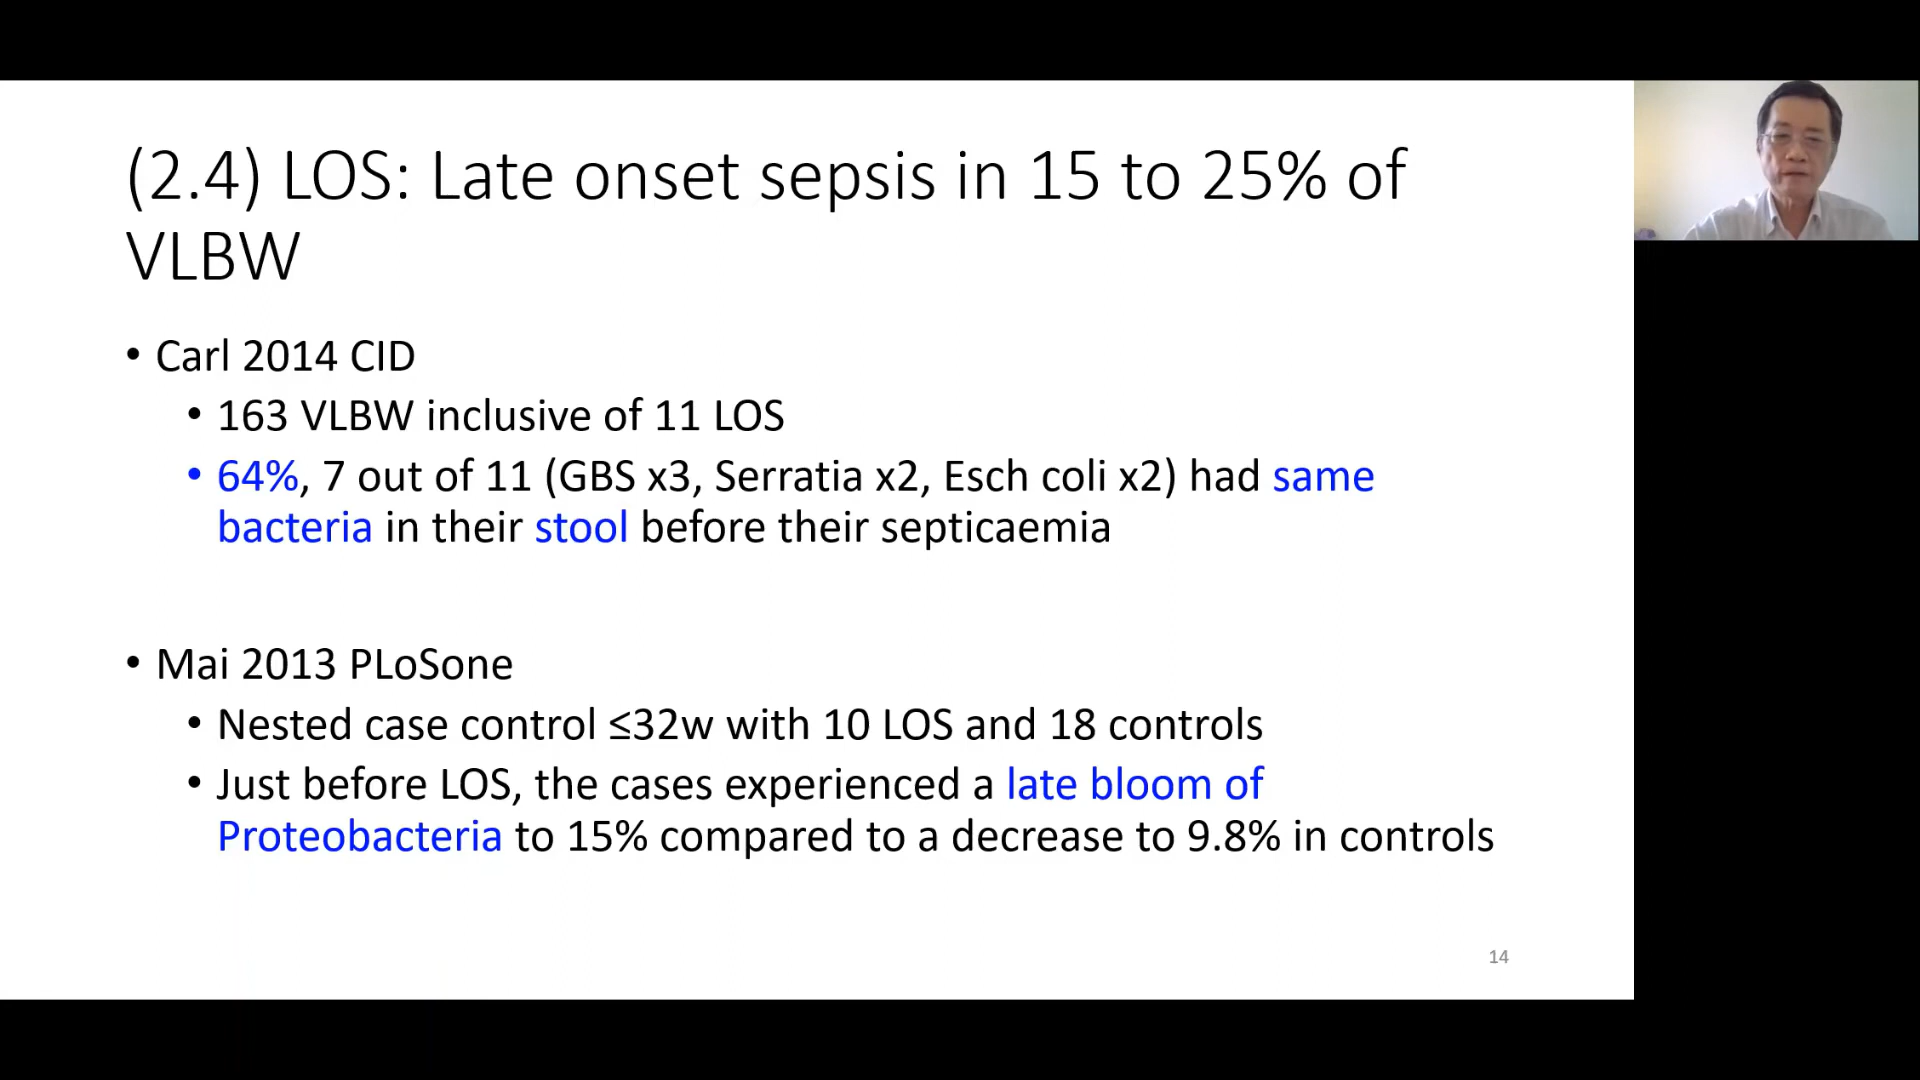 (2.4) LOS: Late onset sepsis in 15 to 25% of
VLBW
• Carl 2014 CID
• 163 VLBW inclusive of 11 LOS
• 64%, 7 out of 11 (GBS x3, Serratia x2, Esch coli x2) had same
bacteria in their stool before their septicaemia
• Mai 2013 PLoSone
• Nested case control ≤32w with 10 LOS and 18 controls
• Just before LOS, the cases experienced a late bloom of
Proteobacteria to 15% compared to a decrease to 9.8% in controls
14